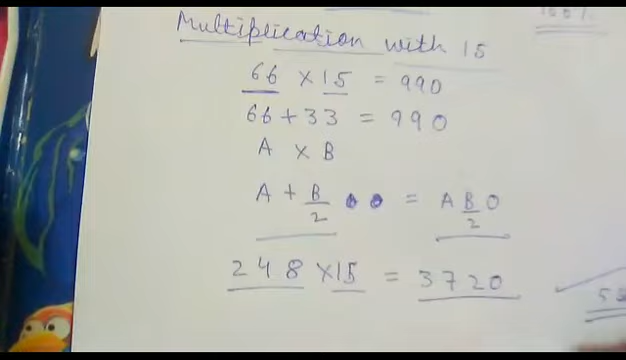 Multiplication with 15
66 × 15 = 990
66 + 33 = 990
A × B
A + B/2 = A B/2 0
248 × 15 = 3720